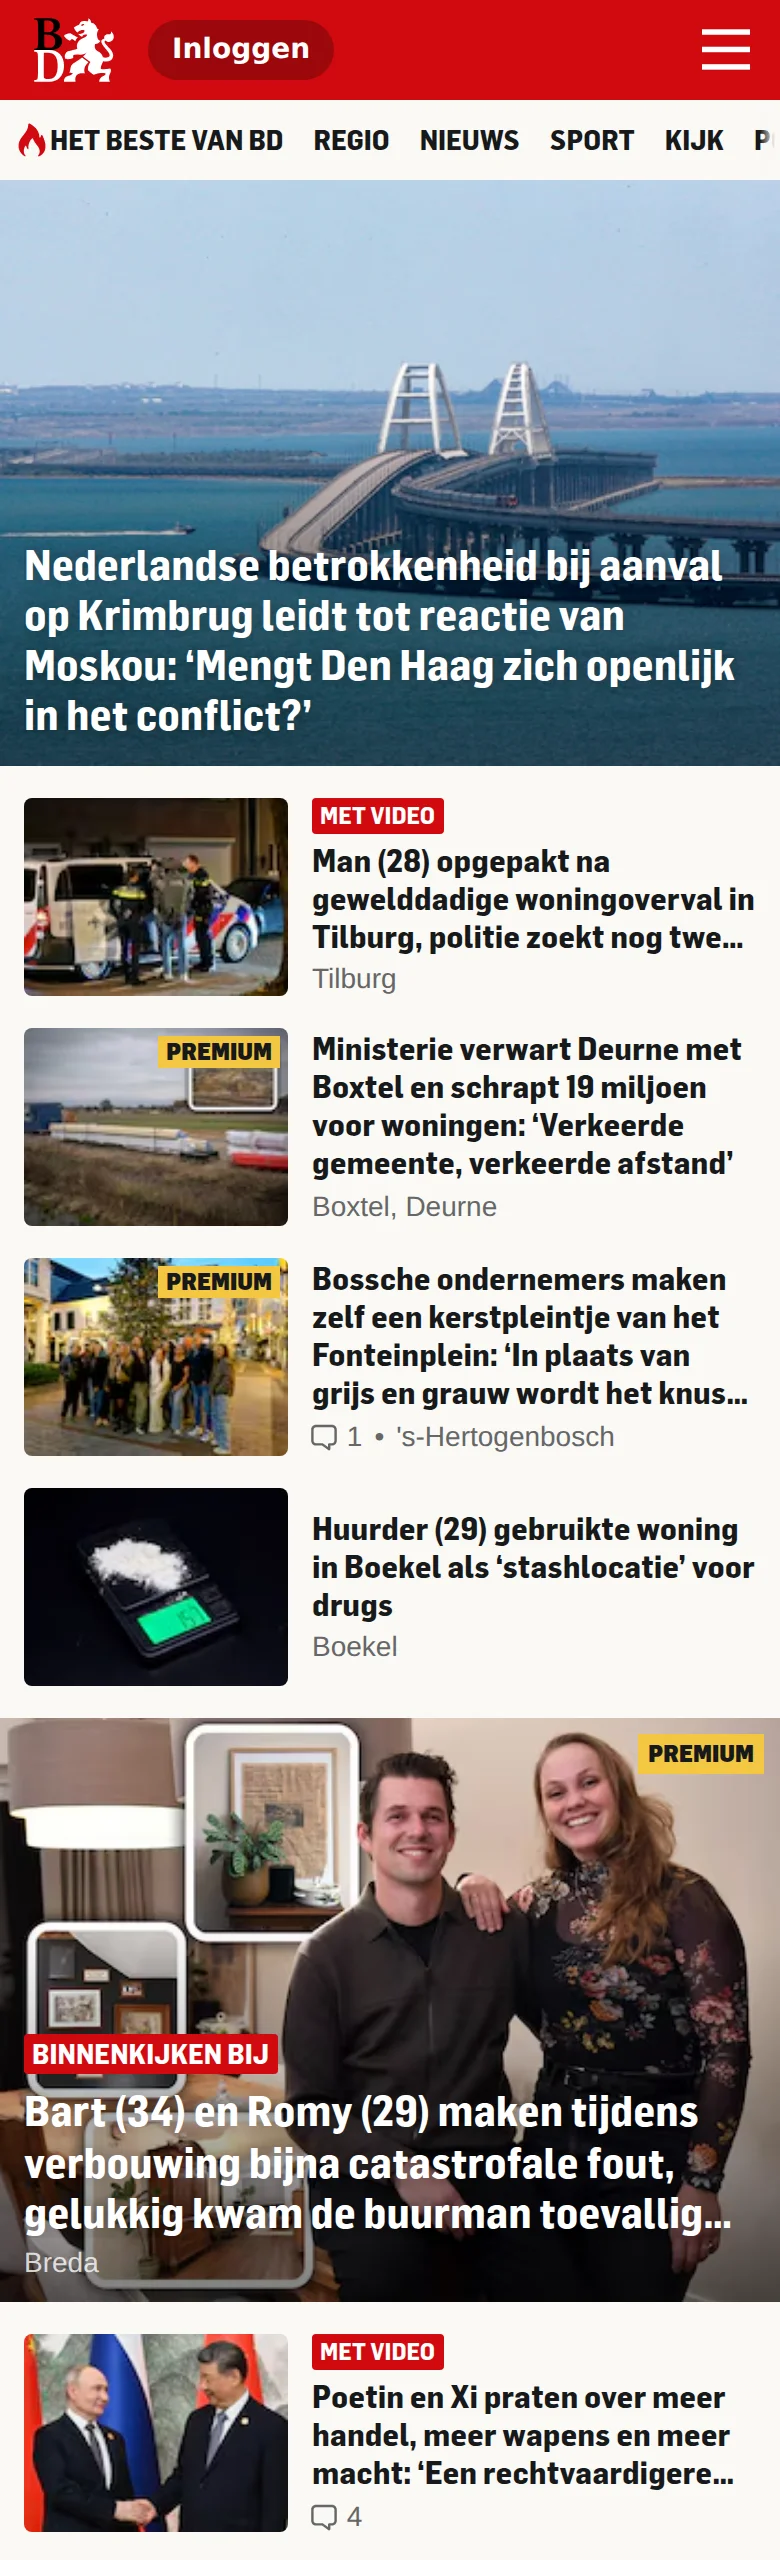 BD
Inloggen
HET BESTE VAN BD REGIO NIEUWS SPORT KIJK
Nederlandse betrokkenheid bij aanval
op Krimbrug leidt tot reactie van
Moskou: ‘Mengt Den Haag zich openlijk
in het conflict?’
MET VIDEO
Man (28) opgepakt na
gewelddadige woningoverval in
Tilburg, politie zoekt nog twe...
Tilburg
PREMIUM
Ministerie verwart Deurne met
Boxtel en schrapt 19 miljoen
voor woningen: ‘Verkeerde
gemeente, verkeerde afstand’
Boxtel, Deurne
PREMIUM
Bossche ondernemers maken
zelf een kerstpleintje van het
Fonteinplein: ‘In plaats van
grijs en grauw wordt het knus...
1 • 's-Hertogenbosch
Huurder (29) gebruikte woning
in Boekel als ‘stashlocatie’ voor
drugs
Boekel
PREMIUM
BINNENKIJKEN BIJ
Bart (34) en Romy (29) maken tijdens
verbouwing bijna catastrofale fout,
gelukkig kwam de buurman toevallig...
Breda
MET VIDEO
Poetin en Xi praten over meer
handel, meer wapens en meer
macht: ‘Een rechtvaardigere...
4